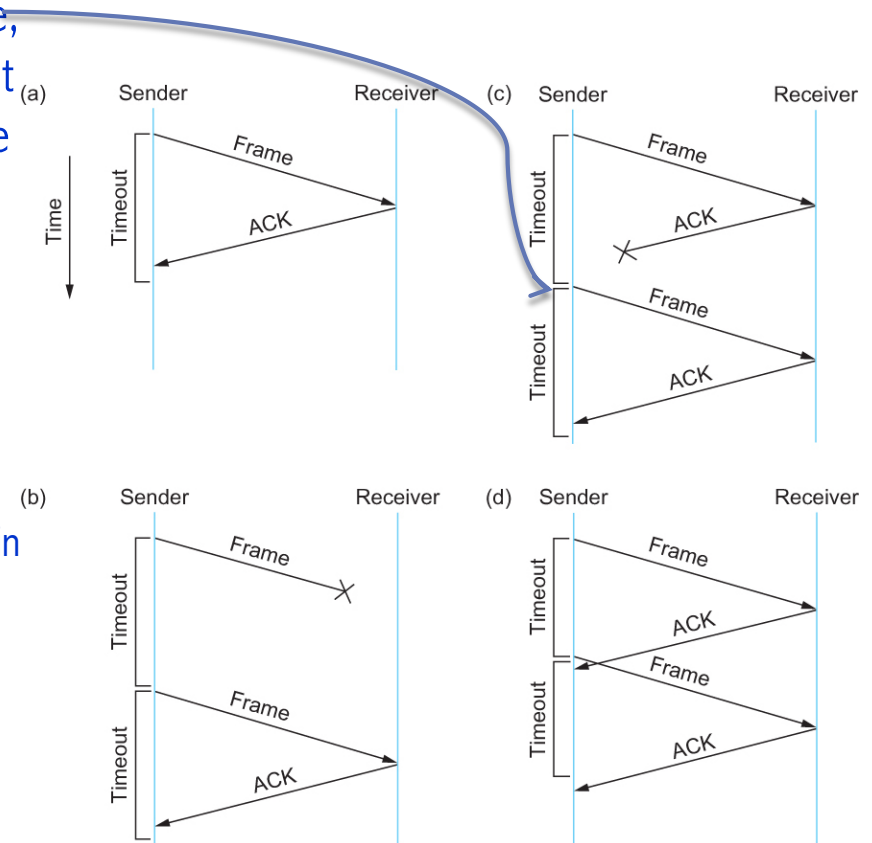 e,
t
e
(a)
Sender
Receiver
Time
Timeout
Frame
ACK
(c)
Sender
Receiver
Timeout
Frame
ACK
Timeout
Frame
ACK
n
(b)
Sender
Receiver
Timeout
Frame
Timeout
Frame
ACK
(d)
Sender
Receiver
Timeout
Frame
ACK
Timeout
Frame
ACK